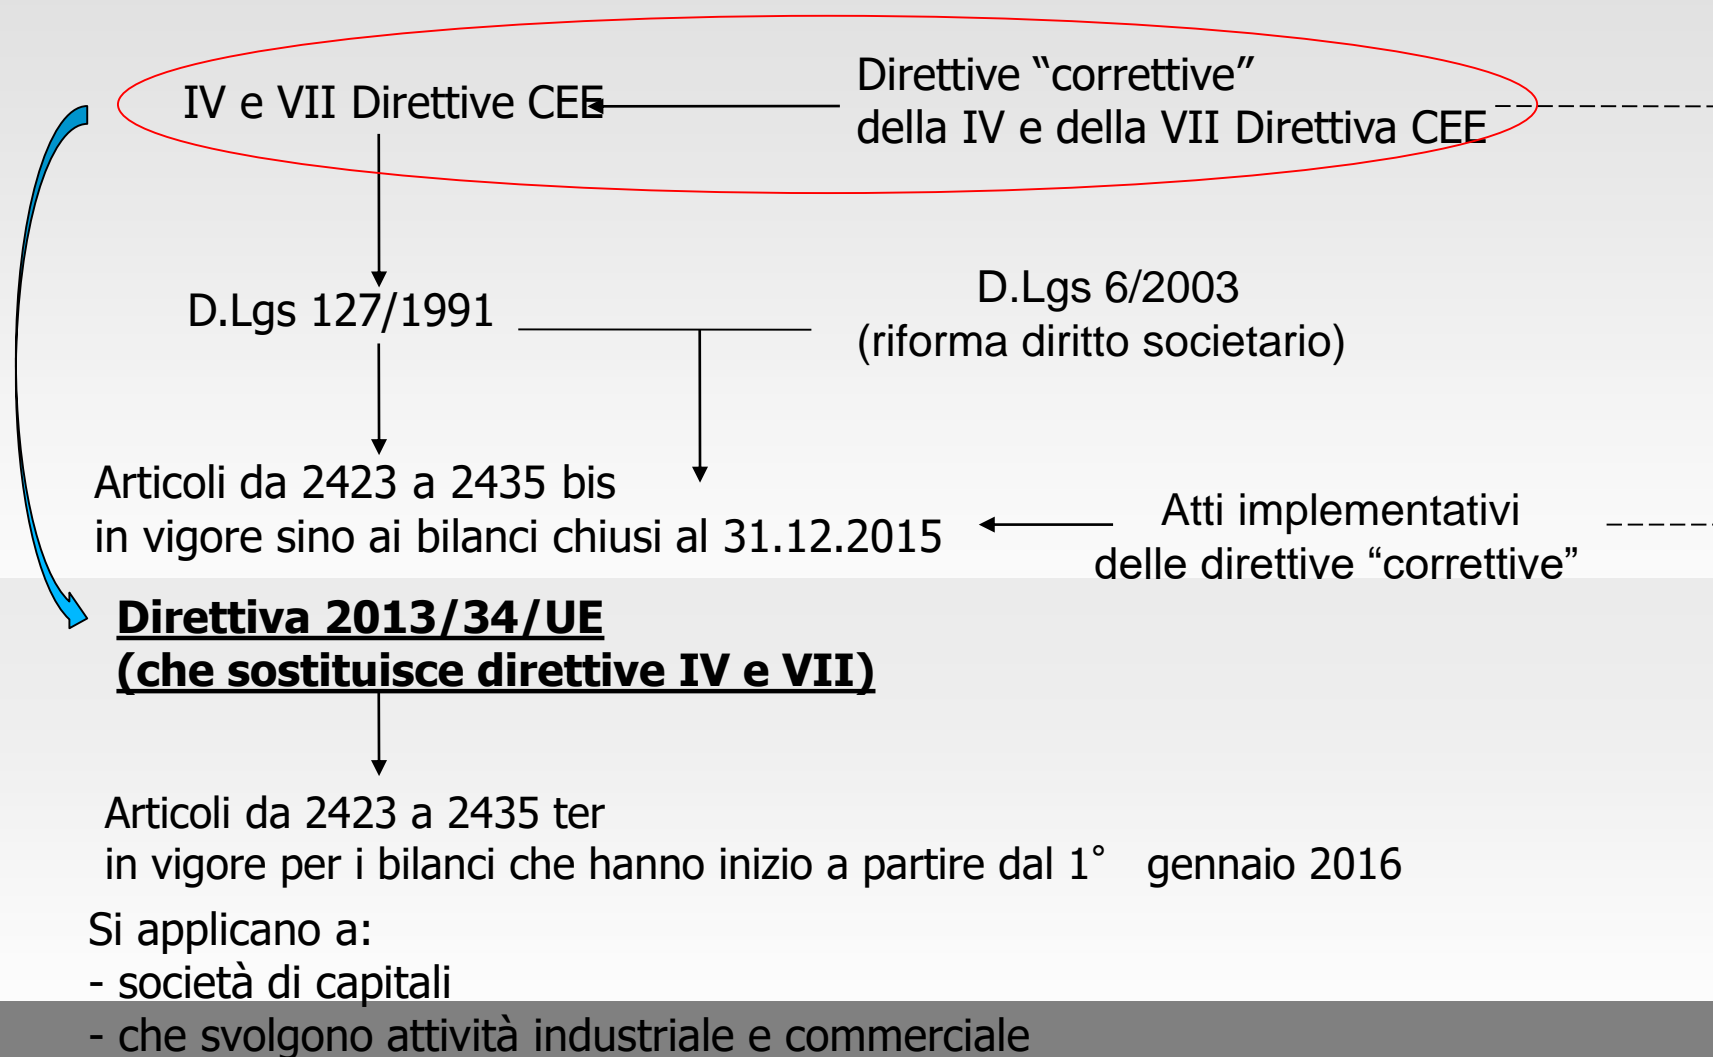 IV e VII Direttive CEE
Direttive “correttive”
della IV e della VII Direttiva CEE
D.Lgs 127/1991
D.Lgs 6/2003
(riforma diritto societario)
Articoli da 2423 a 2435 bis
in vigore sino ai bilanci chiusi al 31.12.2015
Atti implementativi
delle direttive “correttive”
Direttiva 2013/34/UE
(che sostituisce direttive IV e VII)
Articoli da 2423 a 2435 ter
in vigore per i bilanci che hanno inizio a partire dal 1° gennaio 2016
Si applicano a:
- società di capitali
- che svolgono attività industriale e commerciale